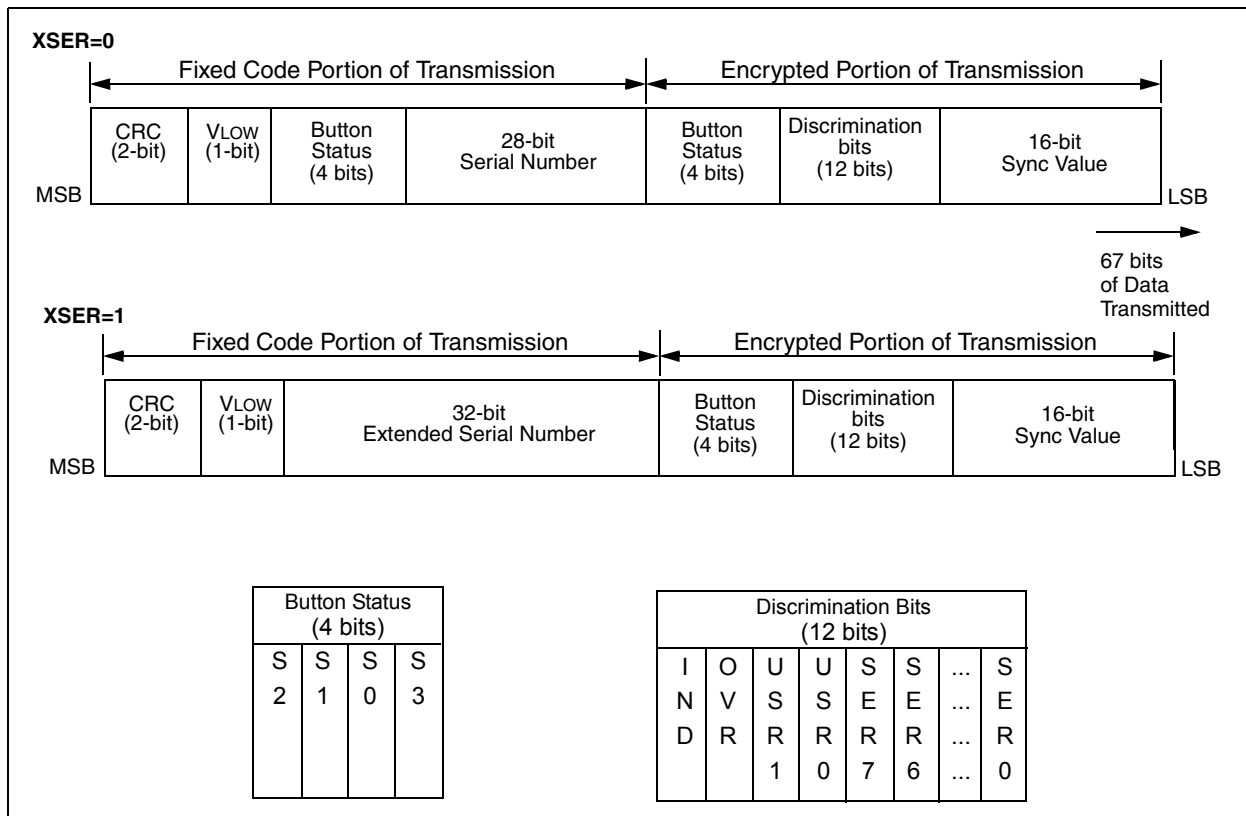 XSER=0
Fixed Code Portion of Transmission
Encrypted Portion of Transmission
CRC
(2-bit)
VLOW
(1-bit)
Button
Status
(4 bits)
28-bit
Serial Number
Button
Status
(4 bits)
Discrimination
bits
(12 bits)
16-bit
Sync Value
MSB
LSB
67 bits
of Data
Transmitted
XSER=1
Fixed Code Portion of Transmission
Encrypted Portion of Transmission
CRC
(2-bit)
VLOW
(1-bit)
32-bit
Extended Serial Number
Button
Status
(4 bits)
Discrimination
bits
(12 bits)
16-bit
Sync Value
MSB
LSB
Button Status
(4 bits)
S S S S
2 1 0 3
Discrimination Bits
(12 bits)
I O U U S S ... S
N V S S E E ... E
D R R R R R ... R
1 0 7 6 ... 0